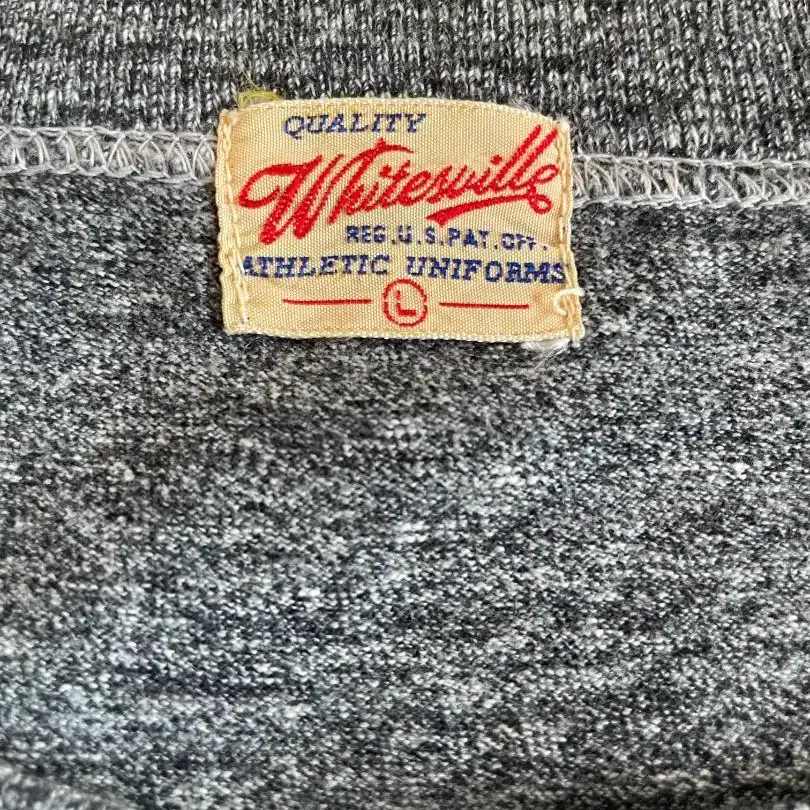 QUALITY
Whitesville
REG.U.S.PAT.OFF.
ATHLETIC UNIFORMS
L